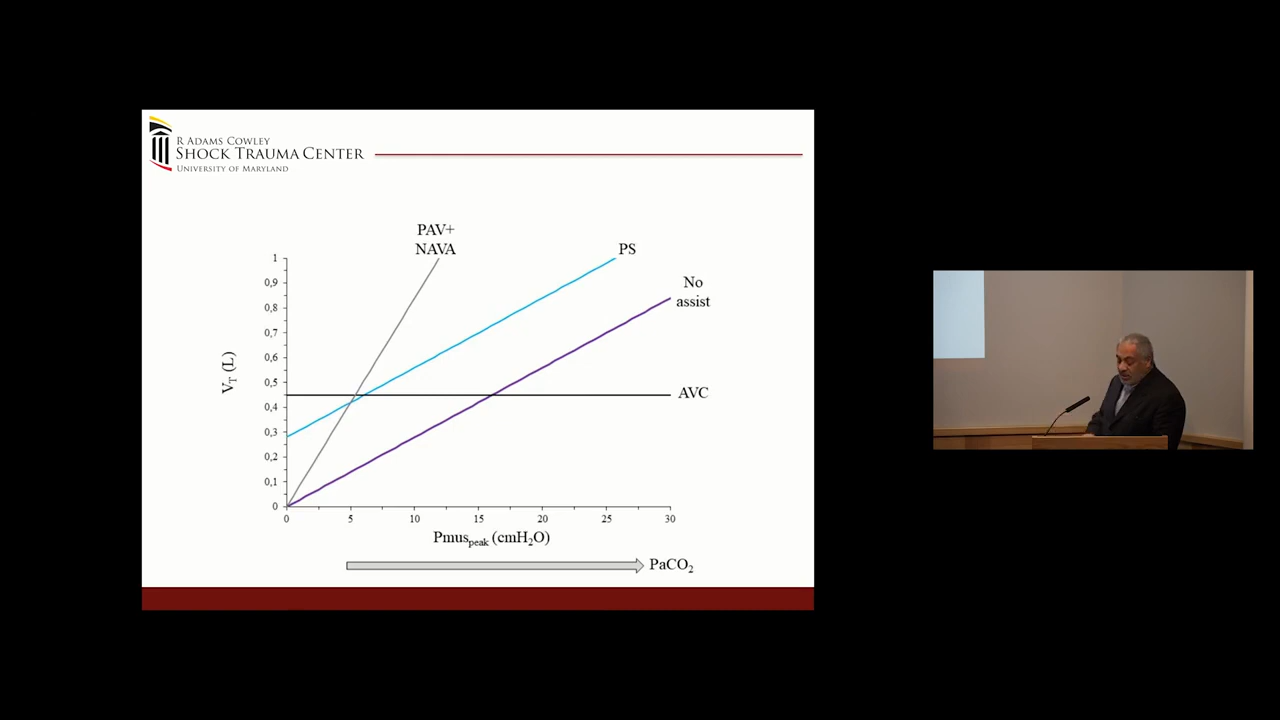 R ADAMS COWLEY
SHOCK TRAUMA CENTER
UNIVERSITY OF MARYLAND
PAV+
NAVA
PS
No
assist
AVC
V_T (L)
1
0,9
0,8
0,7
0,6
0,5
0,4
0,3
0,2
0,1
0
0 5 10 15 20 25 30
Pmus_peak (cmH₂O)
PaCO₂